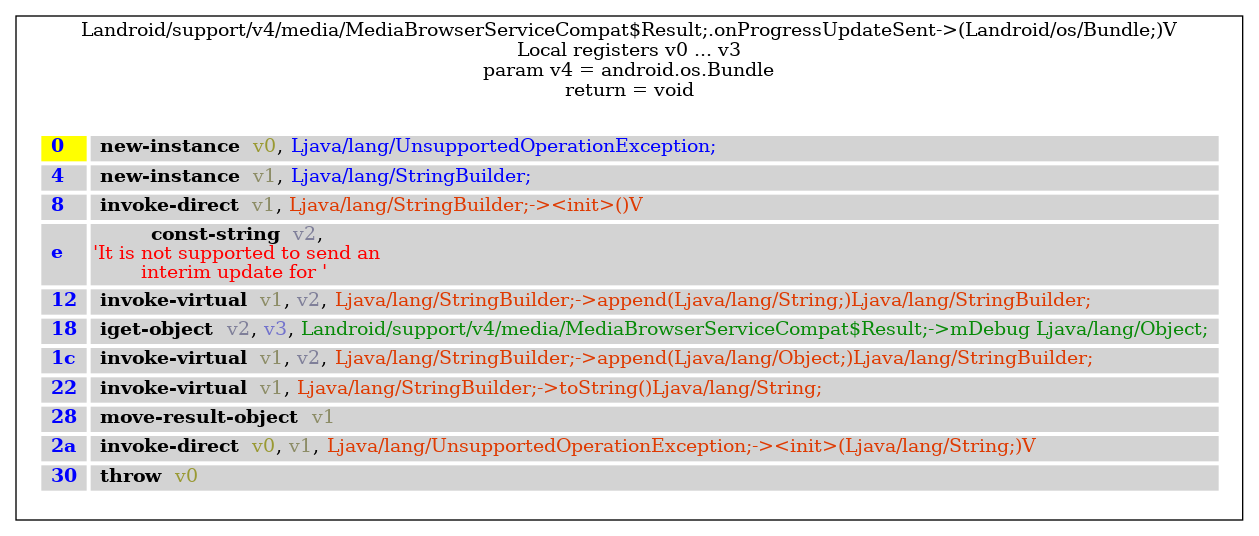 Landroid/support/v4/media/MediaBrowserServiceCompat$Result;.onProgressUpdateSent->(Landroid/os/Bundle;)V
Local registers v0 ... v3
param v4 = android.os.Bundle
return = void
0 new-instance v0, Ljava/lang/UnsupportedOperationException;
4 new-instance v1, Ljava/lang/StringBuilder;
8 invoke-direct v1, Ljava/lang/StringBuilder;-><init>()V
e const-string v2,
'It is not supported to send an
interim update for '
12 invoke-virtual v1, v2, Ljava/lang/StringBuilder;->append(Ljava/lang/String;)Ljava/lang/StringBuilder;
18 iget-object v2, v3, Landroid/support/v4/media/MediaBrowserServiceCompat$Result;->mDebug Ljava/lang/Object;
1c invoke-virtual v1, v2, Ljava/lang/StringBuilder;->append(Ljava/lang/Object;)Ljava/lang/StringBuilder;
22 invoke-virtual v1, Ljava/lang/StringBuilder;->toString()Ljava/lang/String;
28 move-result-object v1
2a invoke-direct v0, v1, Ljava/lang/UnsupportedOperationException;-><init>(Ljava/lang/String;)V
30 throw v0